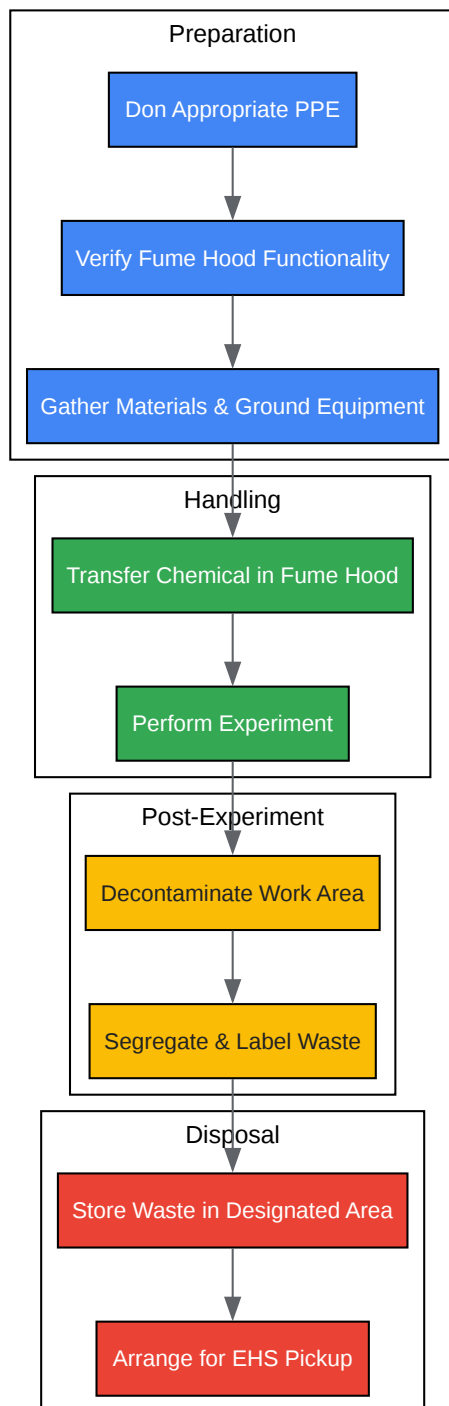 Preparation
Don Appropriate PPE
Verify Fume Hood Functionality
Gather Materials & Ground Equipment
Handling
Transfer Chemical in Fume Hood
Perform Experiment
Post-Experiment
Decontaminate Work Area
Segregate & Label Waste
Disposal
Store Waste in Designated Area
Arrange for EHS Pickup